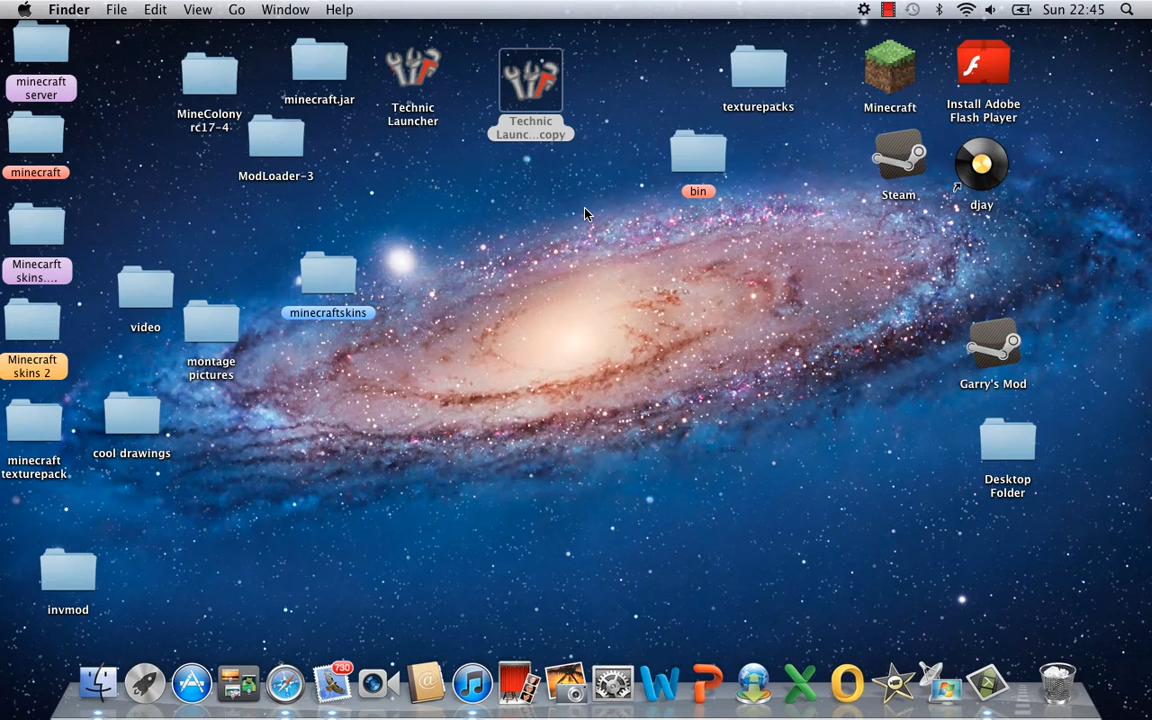 Finder File Edit View Go Window Help
Sun 22:45
minecraft
server
MineColony
rc17-4
minecraft.jar
Technic
Launcher
Technic
Launc...copy
texturepacks
Minecraft
Install Adobe
Flash Player
ModLoader-3
minecraft
bin
Steam
djay
Minecarft
skins....
video
minecraftskins
montage
pictures
Minecraft
skins 2
Garry's Mod
cool drawings
minecraft
texturepack
Desktop
Folder
invmod
730